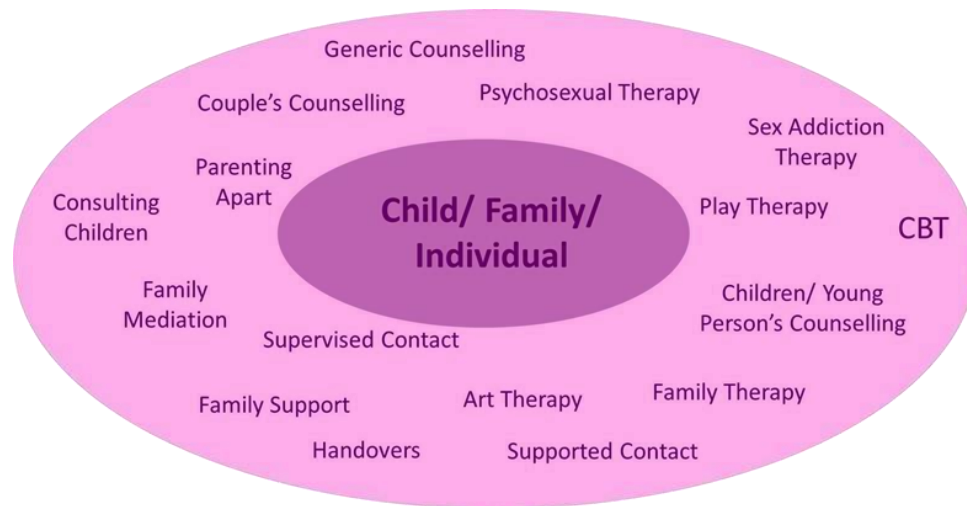 Generic Counselling
Couple's Counselling
Psychosexual Therapy
Sex Addiction
Therapy
Parenting
Apart
Consulting
Children
Child/ Family/
Individual
Play Therapy
CBT
Family
Mediation
Children/ Young
Person's Counselling
Supervised Contact
Family Support
Art Therapy
Family Therapy
Handovers
Supported Contact